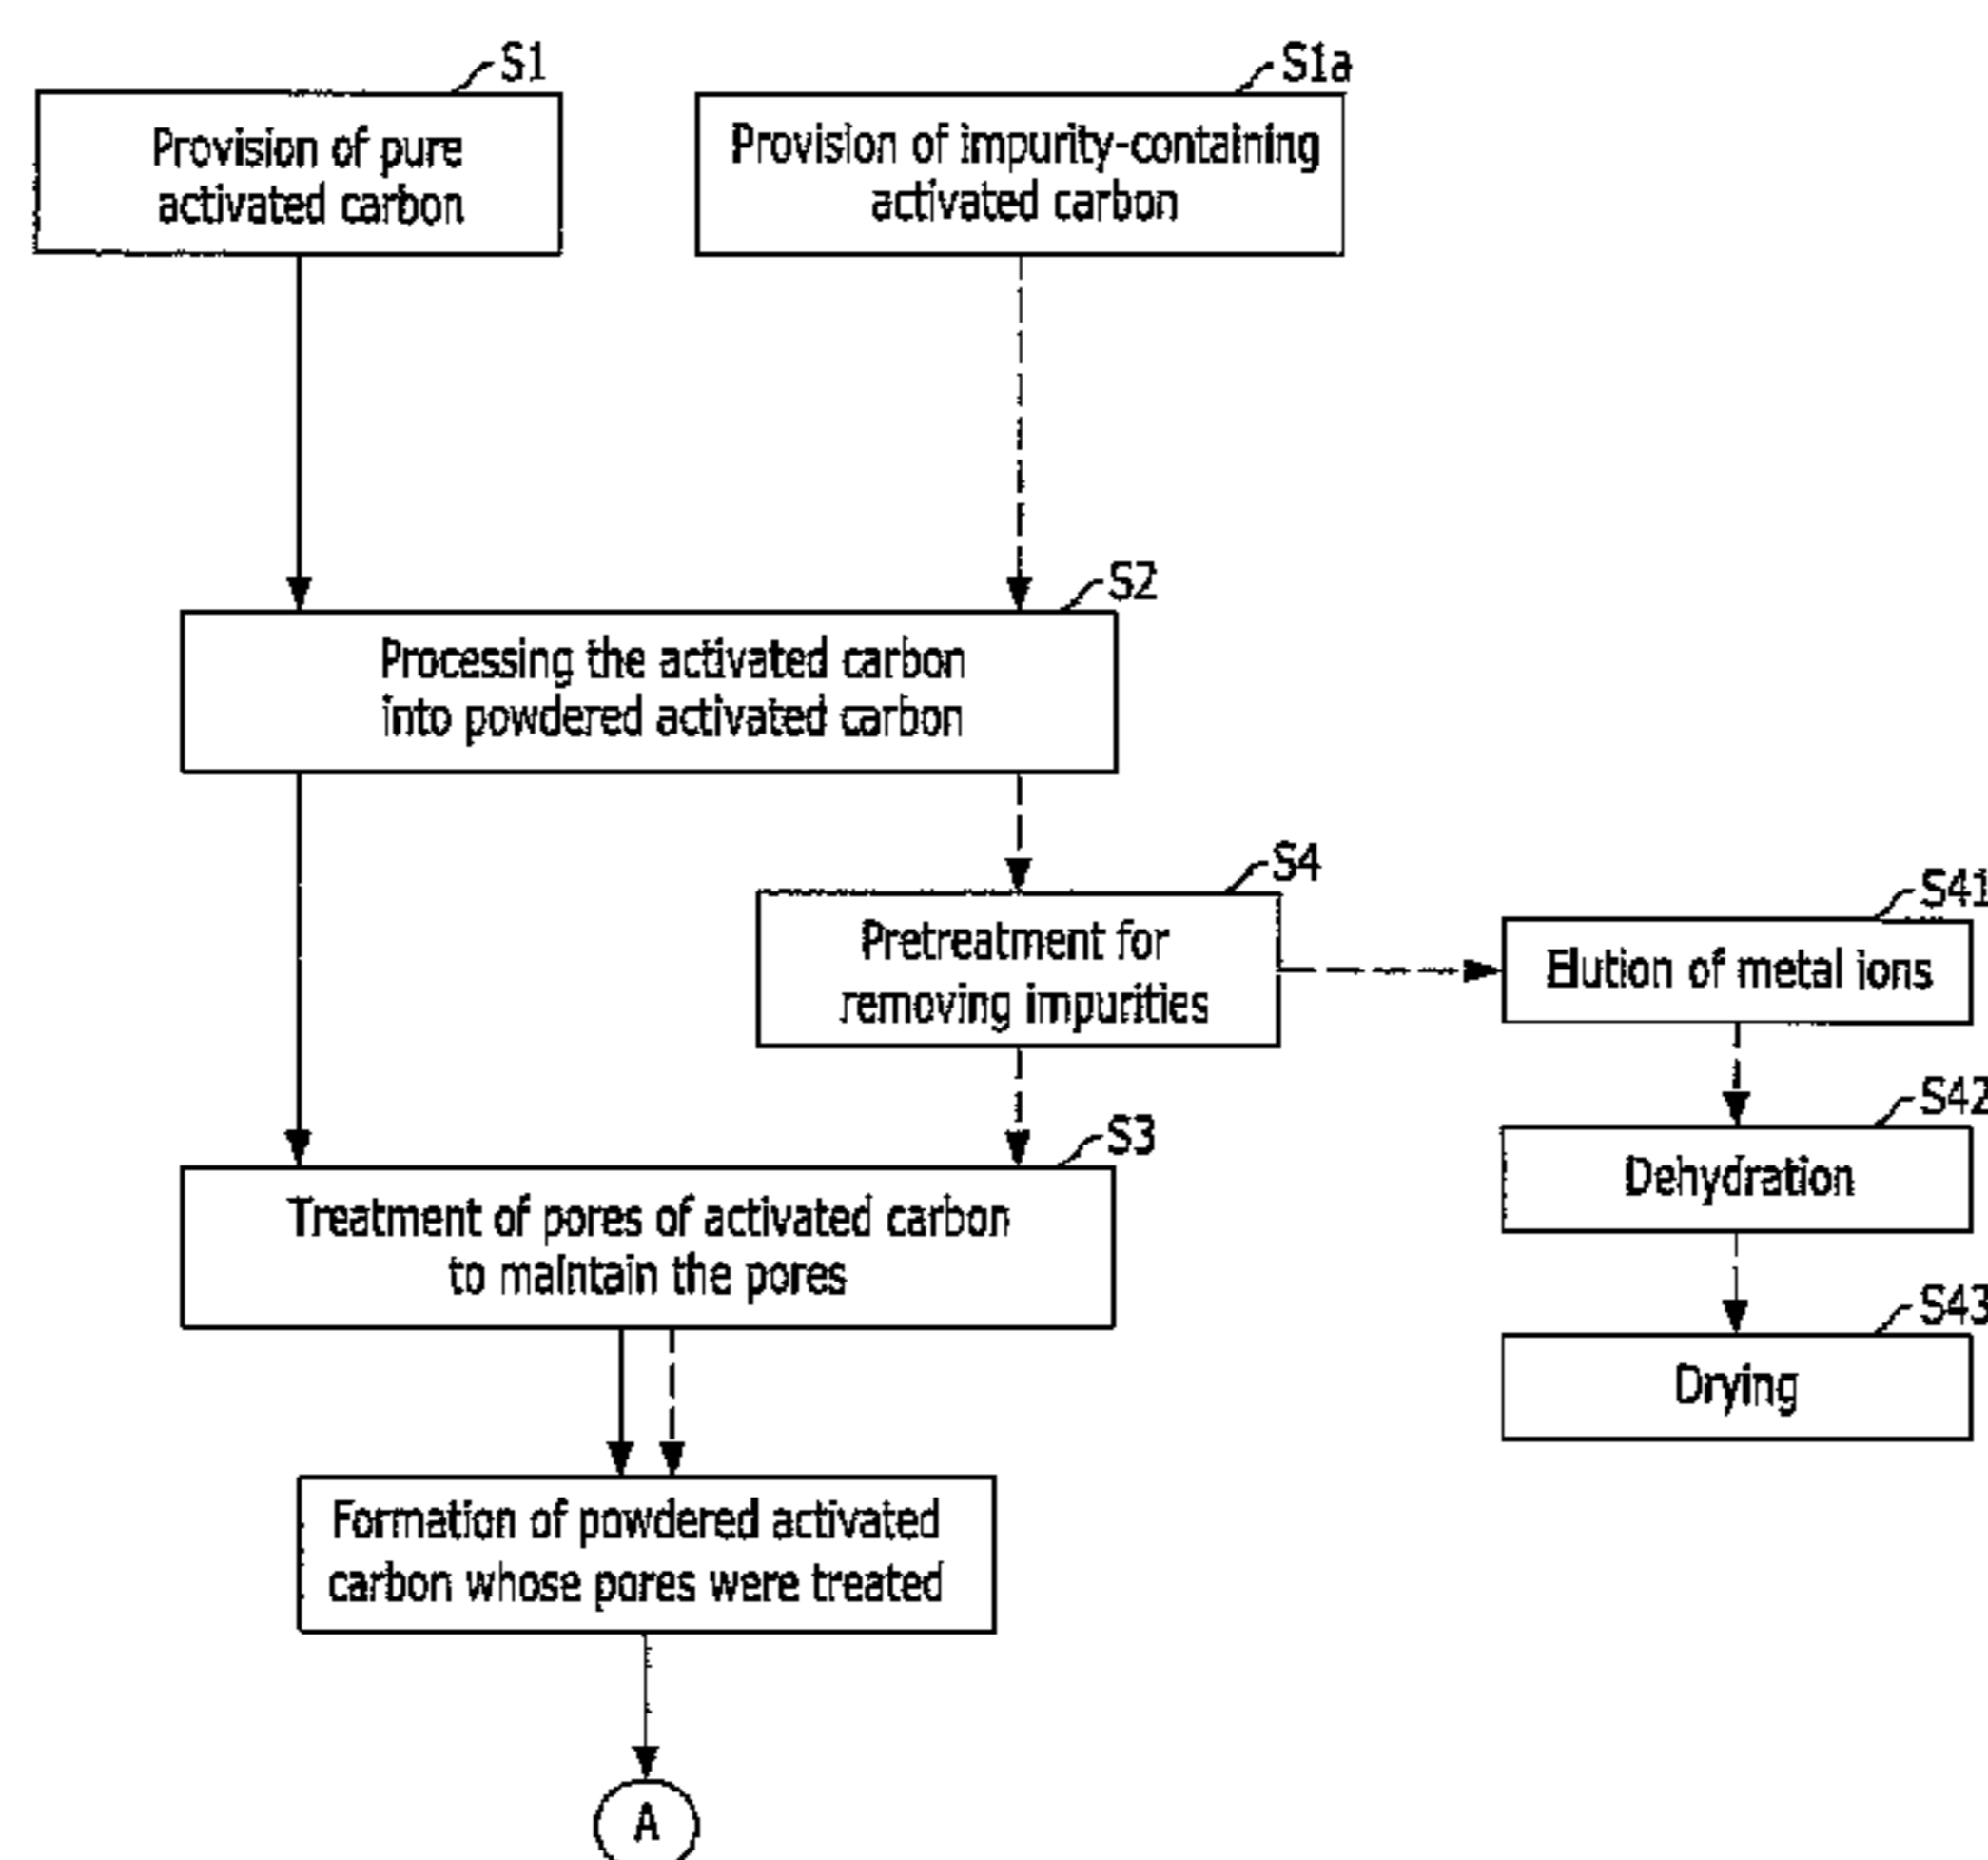 S1
Provision of pure
activated carbon
S1a
Provision of impurity-containing
activated carbon
S2
Processing the activated carbon
into powdered activated carbon
S4
Pretreatment for
removing impurities
S41
Elution of metal ions
S42
Dehydration
S43
Drying
S3
Treatment of pores of activated carbon
to maintain the pores
Formation of powdered activated
carbon whose pores were treated
A